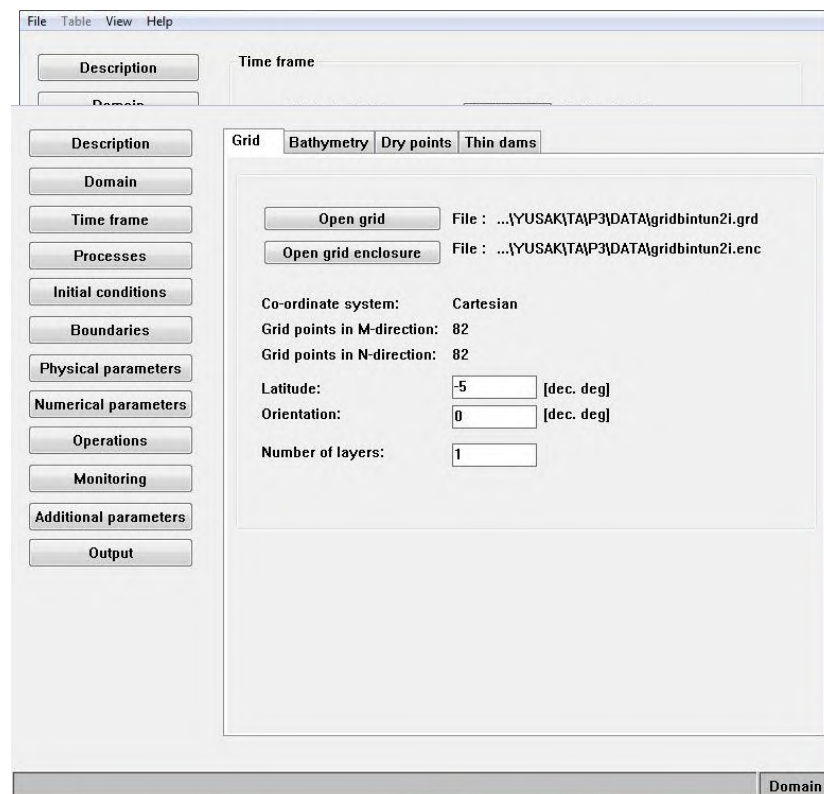 File Table View Help
Description
Time frame
Domain
Description
Domain
Time frame
Processes
Initial conditions
Boundaries
Physical parameters
Numerical parameters
Operations
Monitoring
Additional parameters
Output
Grid Bathymetry Dry points Thin dams
Open grid File : ...\YUSAK\TA\P3\DATA\gridbintun2i.grd
Open grid enclosure File : ...\YUSAK\TA\P3\DATA\gridbintun2i.enc
Co-ordinate system: Cartesian
Grid points in M-direction: 82
Grid points in N-direction: 82
Latitude: -5 [dec. deg]
Orientation: 0 [dec. deg]
Number of layers: 1
Domain